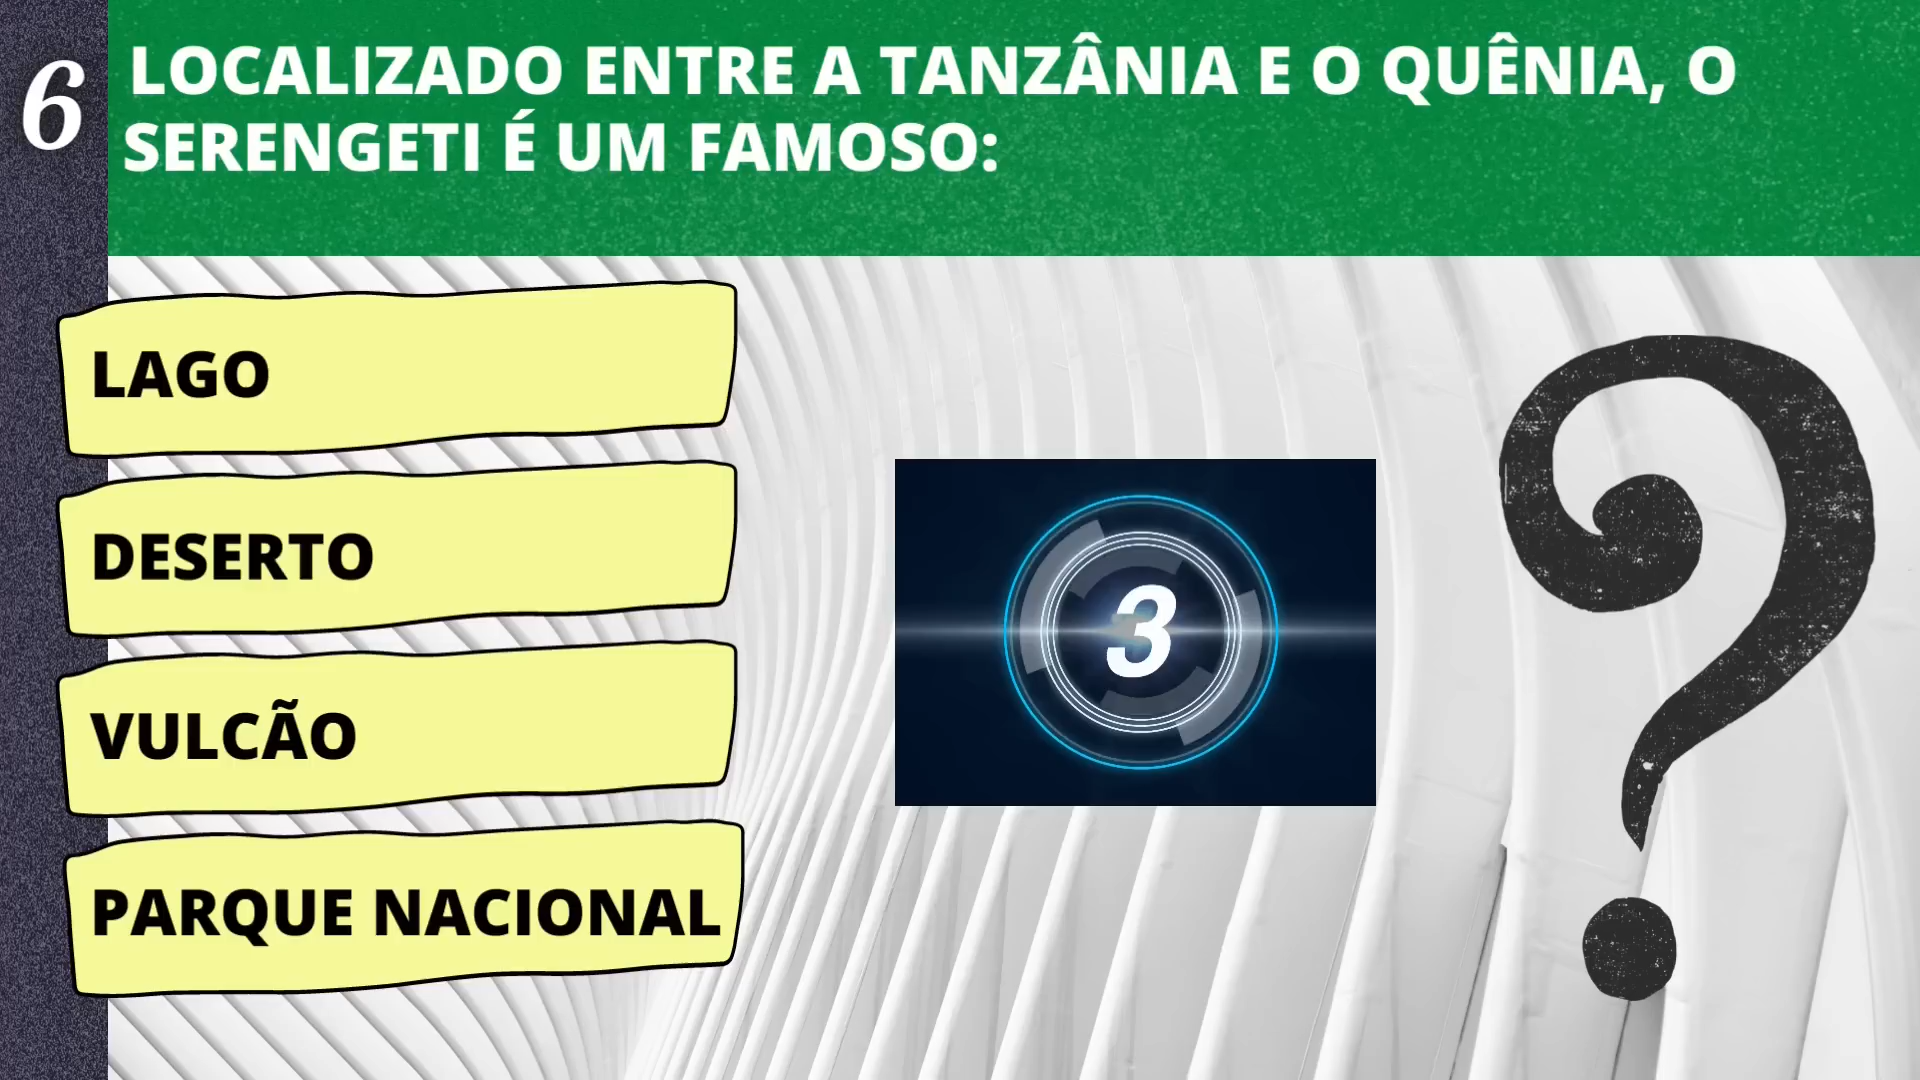 6
LOCALIZADO ENTRE A TANZÂNIA E O QUÊNIA, O
SERENGETI É UM FAMOSO:
LAGO
DESERTO
VULCÃO
PARQUE NACIONAL
3
?